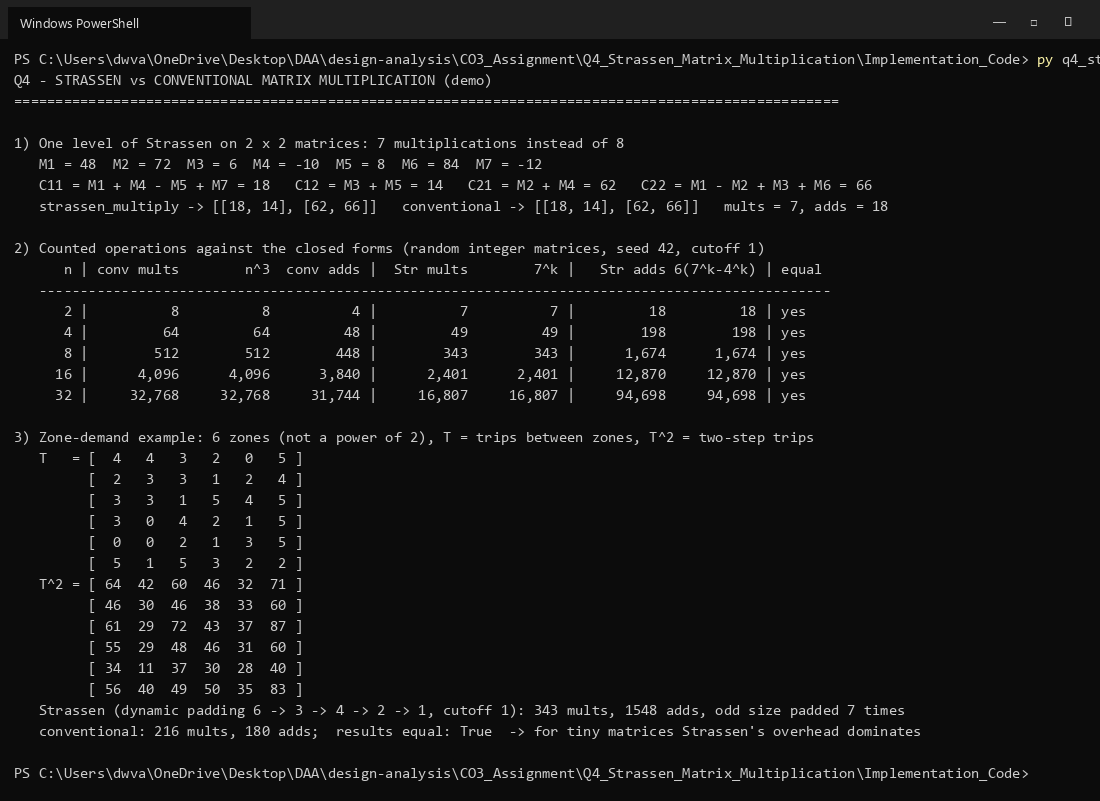 Windows PowerShell
PS C:\Users\dwva\OneDrive\Desktop\DAA\design-analysis\CO3_Assignment\Q4_Strassen_Matrix_Multiplication\Implementation_Code> py q4_st
Q4 - STRASSEN vs CONVENTIONAL MATRIX MULTIPLICATION (demo)
====================================================================================================
1) One level of Strassen on 2 x 2 matrices: 7 multiplications instead of 8
   M1 = 48  M2 = 72  M3 = 6  M4 = -10  M5 = 8  M6 = 84  M7 = -12
   C11 = M1 + M4 - M5 + M7 = 18   C12 = M3 + M5 = 14   C21 = M2 + M4 = 62   C22 = M1 - M2 + M3 + M6 = 66
   strassen_multiply -> [[18, 14], [62, 66]]   conventional -> [[18, 14], [62, 66]]   mults = 7, adds = 18
2) Counted operations against the closed forms (random integer matrices, seed 42, cutoff 1)
      n | conv mults        n^3  conv adds |  Str mults        7^k |   Str adds 6(7^k-4^k) | equal
   ------------------------------------------------------------------------------------------------
      2 |          8          8          4 |          7          7 |         18         18 | yes
      4 |         64         64         48 |         49         49 |        198        198 | yes
      8 |        512        512        448 |        343        343 |      1,674      1,674 | yes
     16 |      4,096      4,096      3,840 |      2,401      2,401 |     12,870     12,870 | yes
     32 |     32,768     32,768     31,744 |     16,807     16,807 |     94,698     94,698 | yes
3) Zone-demand example: 6 zones (not a power of 2), T = trips between zones, T^2 = two-step trips
   T   = [  4   4   3   2   0   5 ]
         [  2   3   3   1   2   4 ]
         [  3   3   1   5   4   5 ]
         [  3   0   4   2   1   5 ]
         [  0   0   2   1   3   5 ]
         [  5   1   5   3   2   2 ]
   T^2 = [ 64  42  60  46  32  71 ]
         [ 46  30  46  38  33  60 ]
         [ 61  29  72  43  37  87 ]
         [ 55  29  48  46  31  60 ]
         [ 34  11  37  30  28  40 ]
         [ 56  40  49  50  35  83 ]
   Strassen (dynamic padding 6 -> 3 -> 4 -> 2 -> 1, cutoff 1): 343 mults, 1548 adds, odd size padded 7 times
   conventional: 216 mults, 180 adds;  results equal: True  -> for tiny matrices Strassen's overhead dominates
PS C:\Users\dwva\OneDrive\Desktop\DAA\design-analysis\CO3_Assignment\Q4_Strassen_Matrix_Multiplication\Implementation_Code>